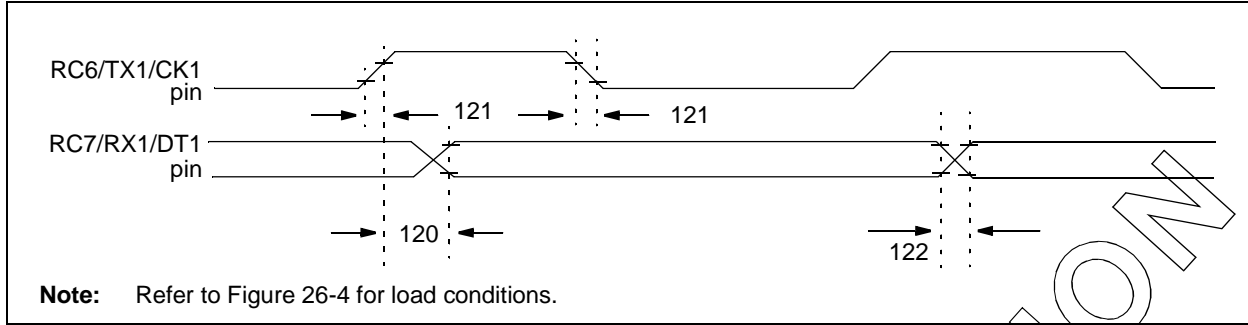 RC6/TX1/CK1
pin
121
121
RC7/RX1/DT1
pin
120
122
Note: Refer to Figure 26-4 for load conditions.
ON